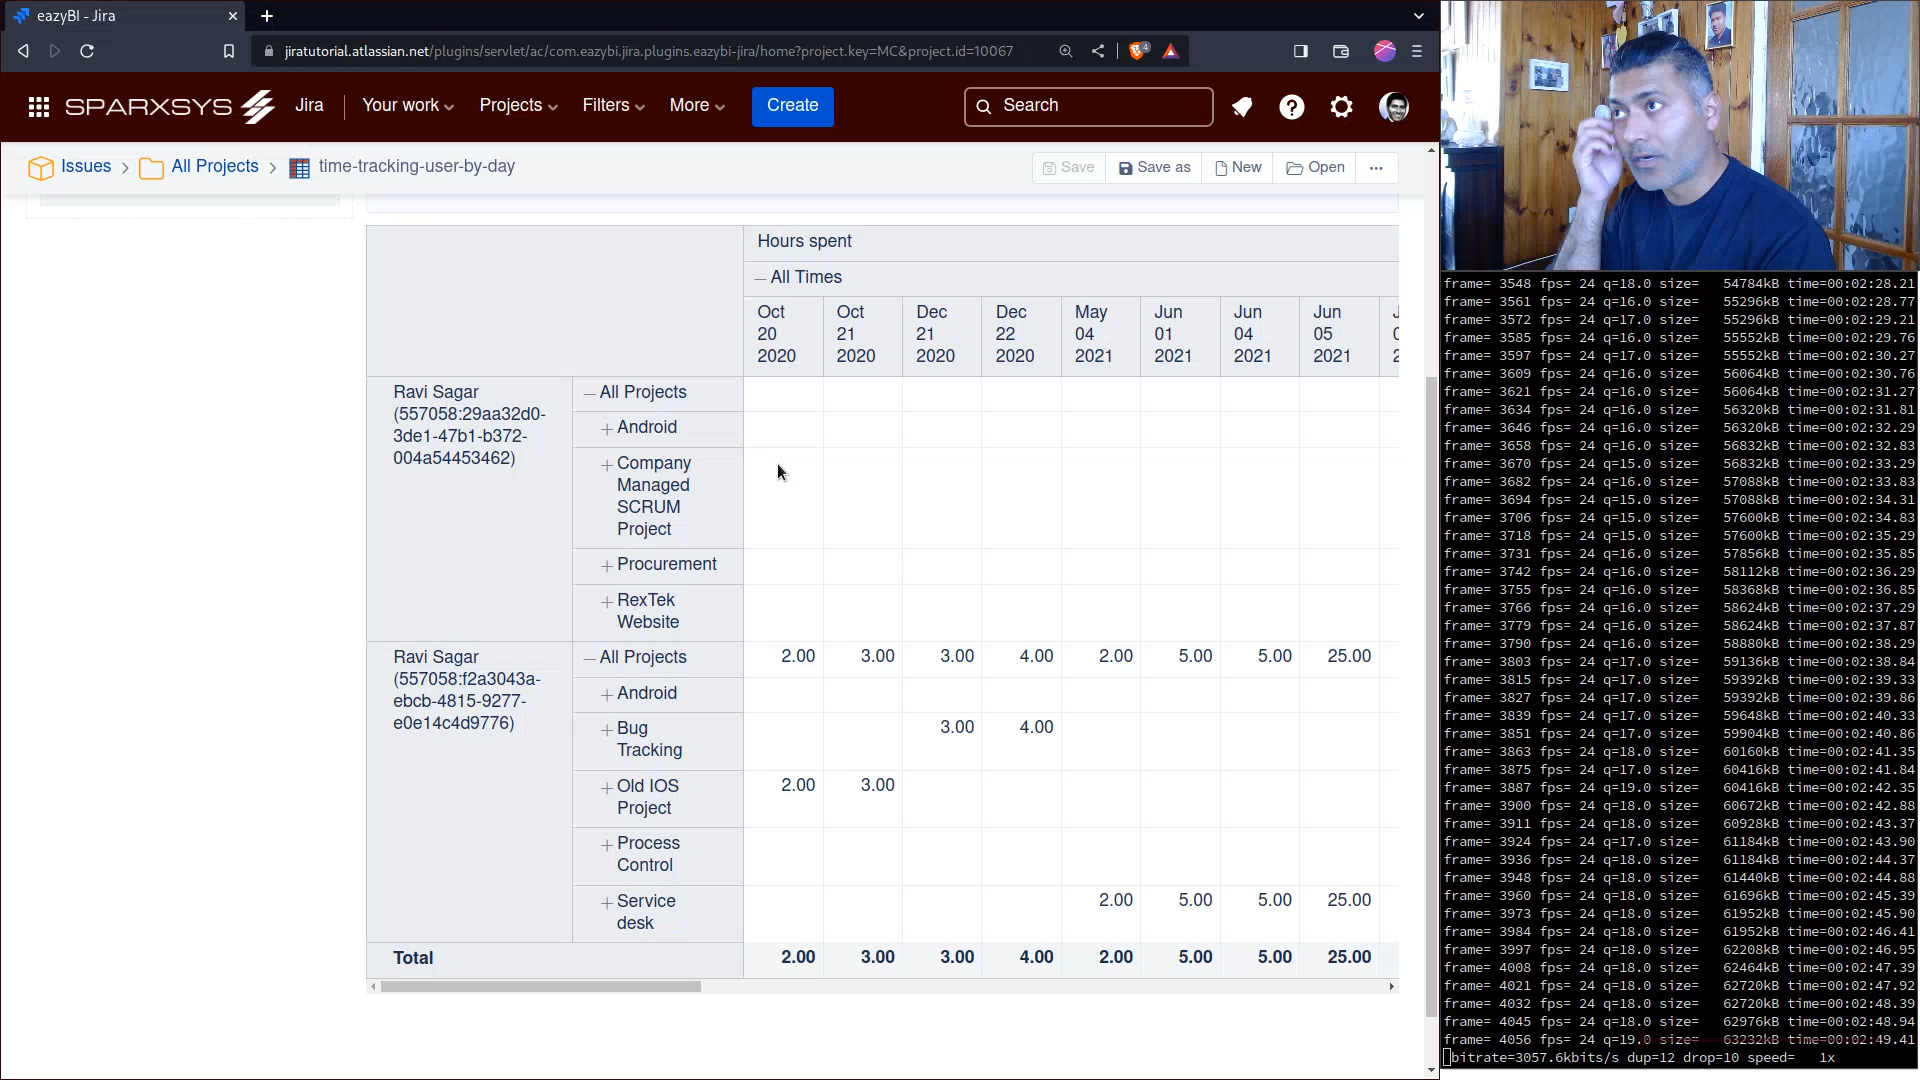 eazyBI - Jira
jiratutorial.atlassian.net/plugins/servlet/ac/com.eazybi.jira.plugins.eazybi-jira/home?project.key=MC&project.id=10067
4
SPARXSYS
Jira
Your work
Projects
Filters
More
Create
Search
Issues
All Projects
time-tracking-user-by-day
Save
Save as
New
Open
Hours spent
All Times
Oct 20 2020
Oct 21 2020
Dec 21 2020
Dec 22 2020
May 04 2021
Jun 01 2021
Jun 04 2021
Jun 05 2021
Ravi Sagar
(557058:29aa32d0-
3de1-47b1-b372-
004a54453462)
All Projects
Android
Company
Managed
SCRUM
Project
Procurement
RexTek
Website
Ravi Sagar
(557058:f2a3043a-
ebcb-4815-9277-
e0e14c4d9776)
All Projects 2.00 3.00 3.00 4.00 2.00 5.00 5.00 25.00
Android
Bug 3.00 4.00
Tracking
Old IOS 2.00 3.00
Project
Process
Control
Service 2.00 5.00 5.00 25.00
desk
Total 2.00 3.00 3.00 4.00 2.00 5.00 5.00 25.00
frame= 3548 fps= 24 q=18.0 size= 54784kB time=00:02:28.21
frame= 3561 fps= 24 q=16.0 size= 55296kB time=00:02:28.77
frame= 3572 fps= 24 q=17.0 size= 55296kB time=00:02:29.21
frame= 3585 fps= 24 q=16.0 size= 55552kB time=00:02:29.76
frame= 3597 fps= 24 q=17.0 size= 55552kB time=00:02:30.27
frame= 3609 fps= 24 q=16.0 size= 56064kB time=00:02:30.76
frame= 3621 fps= 24 q=16.0 size= 56064kB time=00:02:31.27
frame= 3634 fps= 24 q=16.0 size= 56320kB time=00:02:31.81
frame= 3646 fps= 24 q=16.0 size= 56320kB time=00:02:32.29
frame= 3658 fps= 24 q=16.0 size= 56832kB time=00:02:32.83
frame= 3670 fps= 24 q=15.0 size= 56832kB time=00:02:33.29
frame= 3682 fps= 24 q=16.0 size= 57088kB time=00:02:33.83
frame= 3694 fps= 24 q=15.0 size= 57088kB time=00:02:34.31
frame= 3706 fps= 24 q=15.0 size= 57600kB time=00:02:34.83
frame= 3718 fps= 24 q=15.0 size= 57600kB time=00:02:35.29
frame= 3731 fps= 24 q=16.0 size= 57856kB time=00:02:35.85
frame= 3742 fps= 24 q=16.0 size= 58112kB time=00:02:36.29
frame= 3755 fps= 24 q=16.0 size= 58368kB time=00:02:36.85
frame= 3766 fps= 24 q=16.0 size= 58624kB time=00:02:37.29
frame= 3779 fps= 24 q=16.0 size= 58624kB time=00:02:37.87
frame= 3790 fps= 24 q=16.0 size= 58880kB time=00:02:38.29
frame= 3803 fps= 24 q=17.0 size= 59136kB time=00:02:38.84
frame= 3815 fps= 24 q=17.0 size= 59392kB time=00:02:39.33
frame= 3827 fps= 24 q=17.0 size= 59392kB time=00:02:39.86
frame= 3839 fps= 24 q=17.0 size= 59648kB time=00:02:40.33
frame= 3851 fps= 24 q=17.0 size= 59904kB time=00:02:40.86
frame= 3863 fps= 24 q=18.0 size= 60160kB time=00:02:41.35
frame= 3875 fps= 24 q=17.0 size= 60416kB time=00:02:41.84
frame= 3887 fps= 24 q=19.0 size= 60416kB time=00:02:42.35
frame= 3900 fps= 24 q=18.0 size= 60672kB time=00:02:42.88
frame= 3911 fps= 24 q=18.0 size= 60928kB time=00:02:43.37
frame= 3924 fps= 24 q=17.0 size= 61184kB time=00:02:43.90
frame= 3936 fps= 24 q=18.0 size= 61184kB time=00:02:44.37
frame= 3948 fps= 24 q=18.0 size= 61440kB time=00:02:44.88
frame= 3960 fps= 24 q=18.0 size= 61696kB time=00:02:45.39
frame= 3973 fps= 24 q=18.0 size= 61952kB time=00:02:45.90
frame= 3984 fps= 24 q=18.0 size= 61952kB time=00:02:46.41
frame= 3997 fps= 24 q=18.0 size= 62208kB time=00:02:46.95
frame= 4008 fps= 24 q=18.0 size= 62464kB time=00:02:47.39
frame= 4021 fps= 24 q=18.0 size= 62720kB time=00:02:47.92
frame= 4032 fps= 24 q=18.0 size= 62720kB time=00:02:48.39
frame= 4045 fps= 24 q=18.0 size= 62976kB time=00:02:48.94
frame= 4056 fps= 24 q=19.0 size= 63232kB time=00:02:49.41
bitrate=3057.6kbits/s dup=12 drop=10 speed= 1x